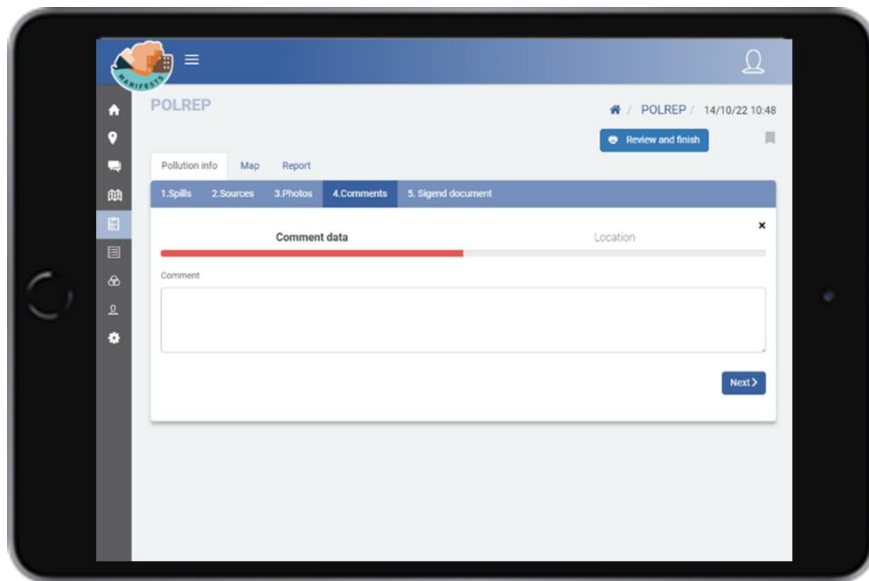 MANIFESTS
POLREP
/ POLREP / 14/10/22 10:48
Review and finish
Pollution info Map Report
1.Spills 2.Sources 3.Photos 4.Comments 5. Sigend document
×
Comment data Location
Comment
Next >